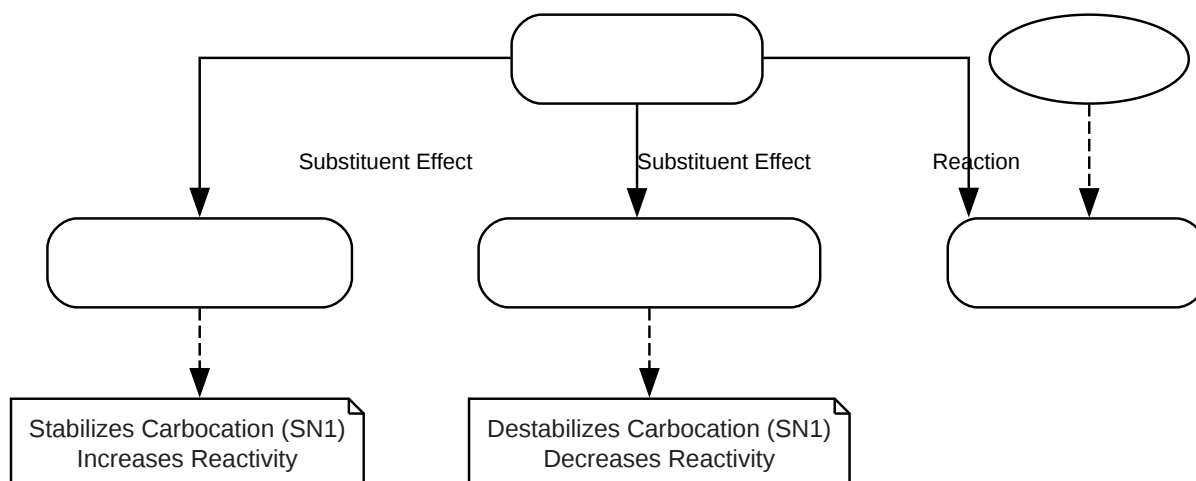 Substituent Effect
Substituent Effect
Reaction
Stabilizes Carbocation (SN1)
Increases Reactivity
Destabilizes Carbocation (SN1)
Decreases Reactivity